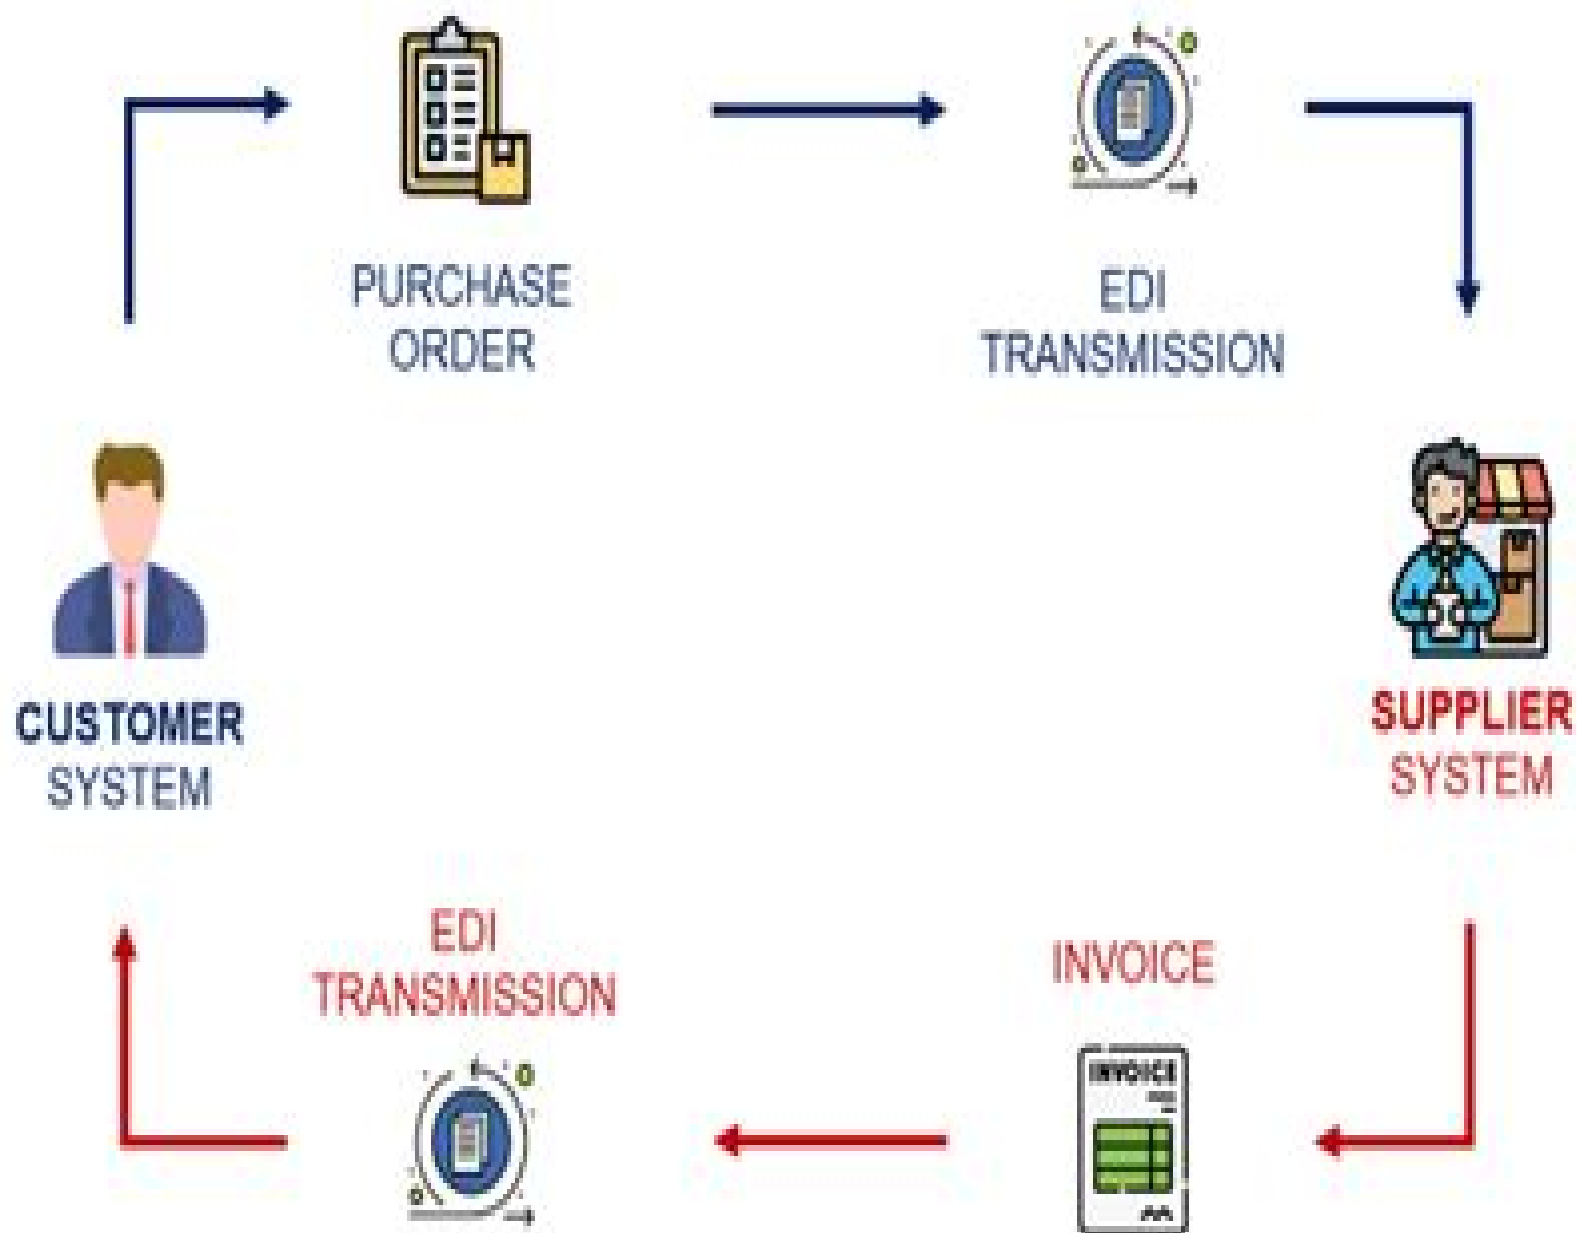 PURCHASE
ORDER
EDI
TRANSMISSION
CUSTOMER
SYSTEM
SUPPLIER
SYSTEM
EDI
TRANSMISSION
INVOICE
INVOICE